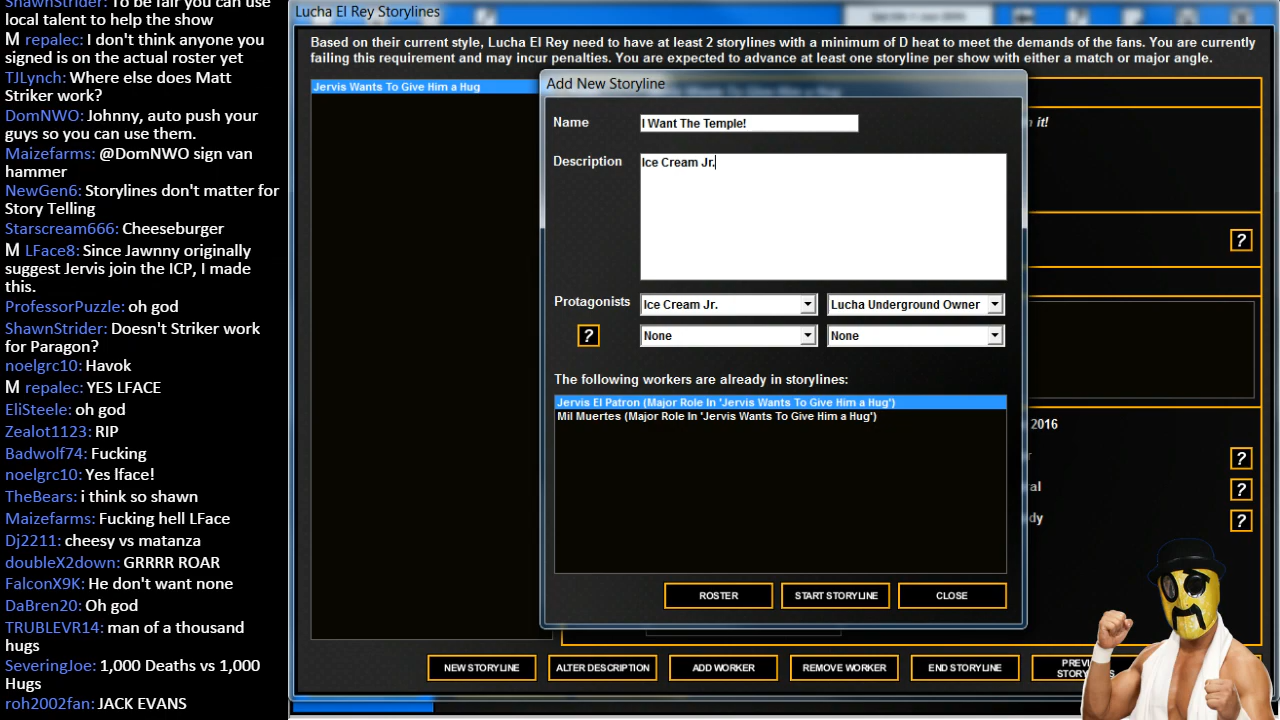 ShawnStrider: To be fair you can use
local talent to help the show
M repalec: I don't think anyone you
signed is on the actual roster yet
TJLynch: Where else does Matt
Striker work?
DomNWO: Johnny, auto push your
guys so you can use them.
Maizefarms: @DomNWO sign van
hammer
NewGen6: Storylines don't matter for
Story Telling
Starscream666: Cheeseburger
M LFace8: Since Jawnny originally
suggest Jervis join the ICP, I made
this.
ProfessorPuzzle: oh god
ShawnStrider: Doesn't Striker work
for Paragon?
noelgrc10: Havok
M repalec: YES LFACE
EliSteele: oh god
Zealot1123: RIP
Badwolf74: Fucking
noelgrc10: Yes lface!
TheBears: i think so shawn
Maizefarms: Fucking hell LFace
Dj2211: cheesy vs matanza
doubleX2down: GRRRR ROAR
FalconX9K: He don't want none
DaBren20: Oh god
TRUBLEVR14: man of a thousand
hugs
SeveringJoe: 1,000 Deaths vs 1,000
Hugs
roh2002fan: JACK EVANS
Lucha El Rey Storylines
Based on their current style, Lucha El Rey need to have at least 2 storylines with a minimum of D heat to meet the demands of the fans. You are currently
failing this requirement and may incur penalties. You are expected to advance at least one storyline per show with either a match or major angle.
Jervis Wants To Give Him a Hug
Add New Storyline
Name
I Want The Temple!
it!
Description
Ice Cream Jr.
?
Protagonists
Ice Cream Jr.
Lucha Underground Owner
?
None
None
The following workers are already in storylines:
Jervis El Patron (Major Role In 'Jervis Wants To Give Him a Hug')
Mil Muertes (Major Role In 'Jervis Wants To Give Him a Hug')
2016
?
al
?
dy
?
ROSTER
START STORYLINE
CLOSE
NEW STORYLINE
ALTER DESCRIPTION
ADD WORKER
REMOVE WORKER
END STORYLINE